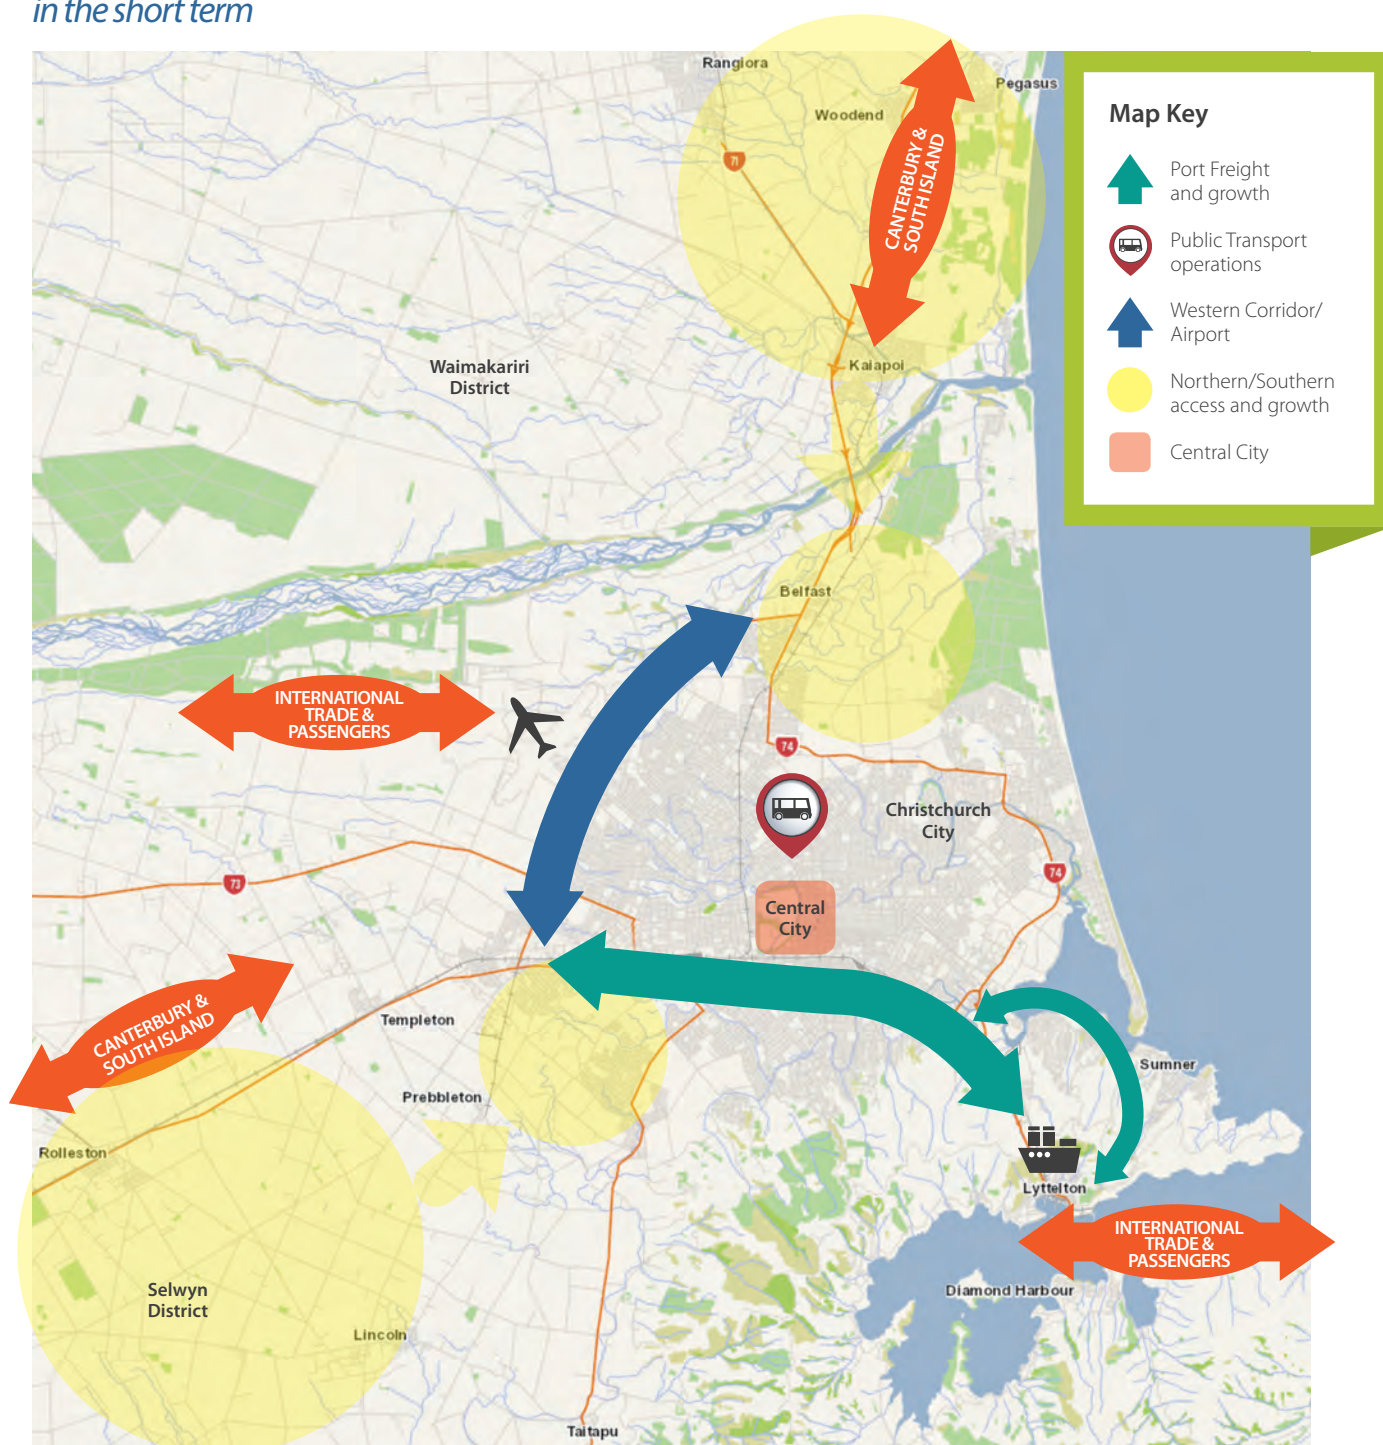 in the short term
Rangiora
Pegasus
Woodend
71
CANTERBURY &
SOUTH ISLAND
Map Key
Port Freight
and growth
Public Transport
operations
Western Corridor/
Airport
Northern/Southern
access and growth
Central City
Waimakariri
District
Kaiapoi
Belfast
INTERNATIONAL
TRADE &
PASSENGERS
74
Christchurch
City
73
74
Central
City
CANTERBURY &
SOUTH ISLAND
Templeton
Prebbleton
Sumner
Rolleston
Lyttelton
INTERNATIONAL
TRADE &
PASSENGERS
Selwyn
District
Diamond Harbour
Lincoln
Taitapu